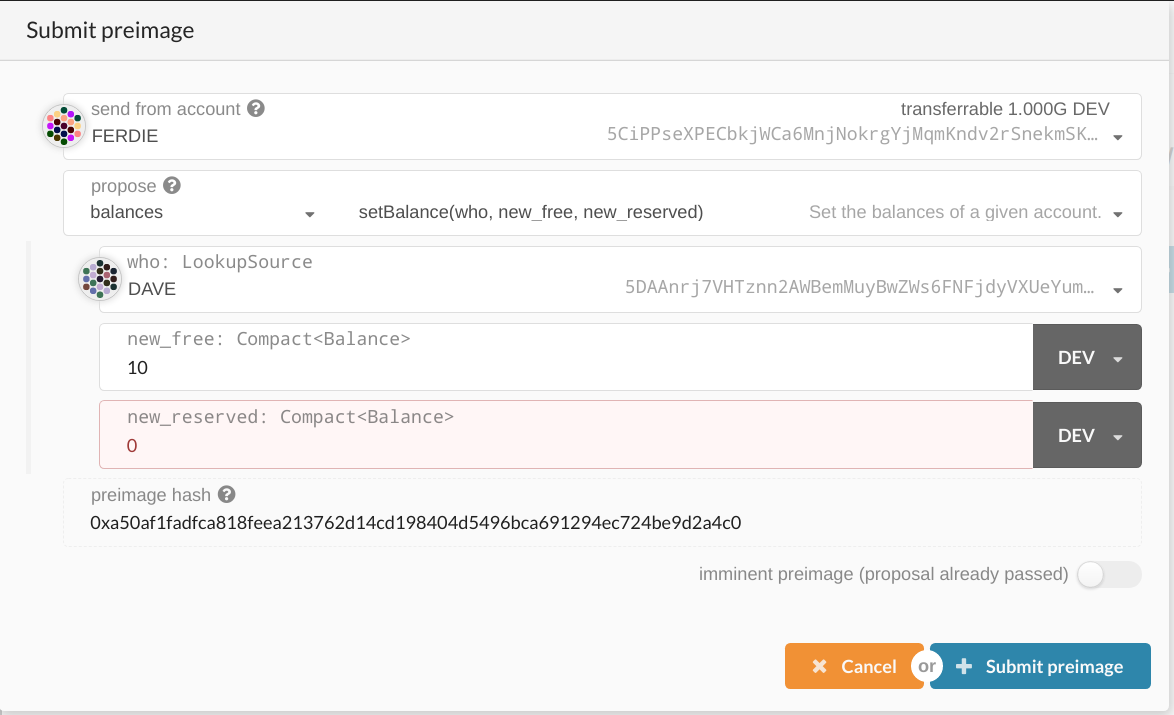 Submit preimage
send from account ?
transferrable 1.000G DEV
FERDIE
5CiPPseXPECbkjWCa6MnjNokrgYjMqmKndv2rSnekmSK…
propose ?
balances
setBalance(who, new_free, new_reserved)
Set the balances of a given account.
who: LookupSource
DAVE
5DAAnrj7VHTznn2AWBemMuyBwZWs6FNFjdyVXUeYum…
new_free: Compact<Balance>
10
DEV
new_reserved: Compact<Balance>
0
DEV
preimage hash ?
0xa50af1fadfca818feea213762d14cd198404d5496bca691294ec724be9d2a4c0
imminent preimage (proposal already passed)
Cancel or Submit preimage